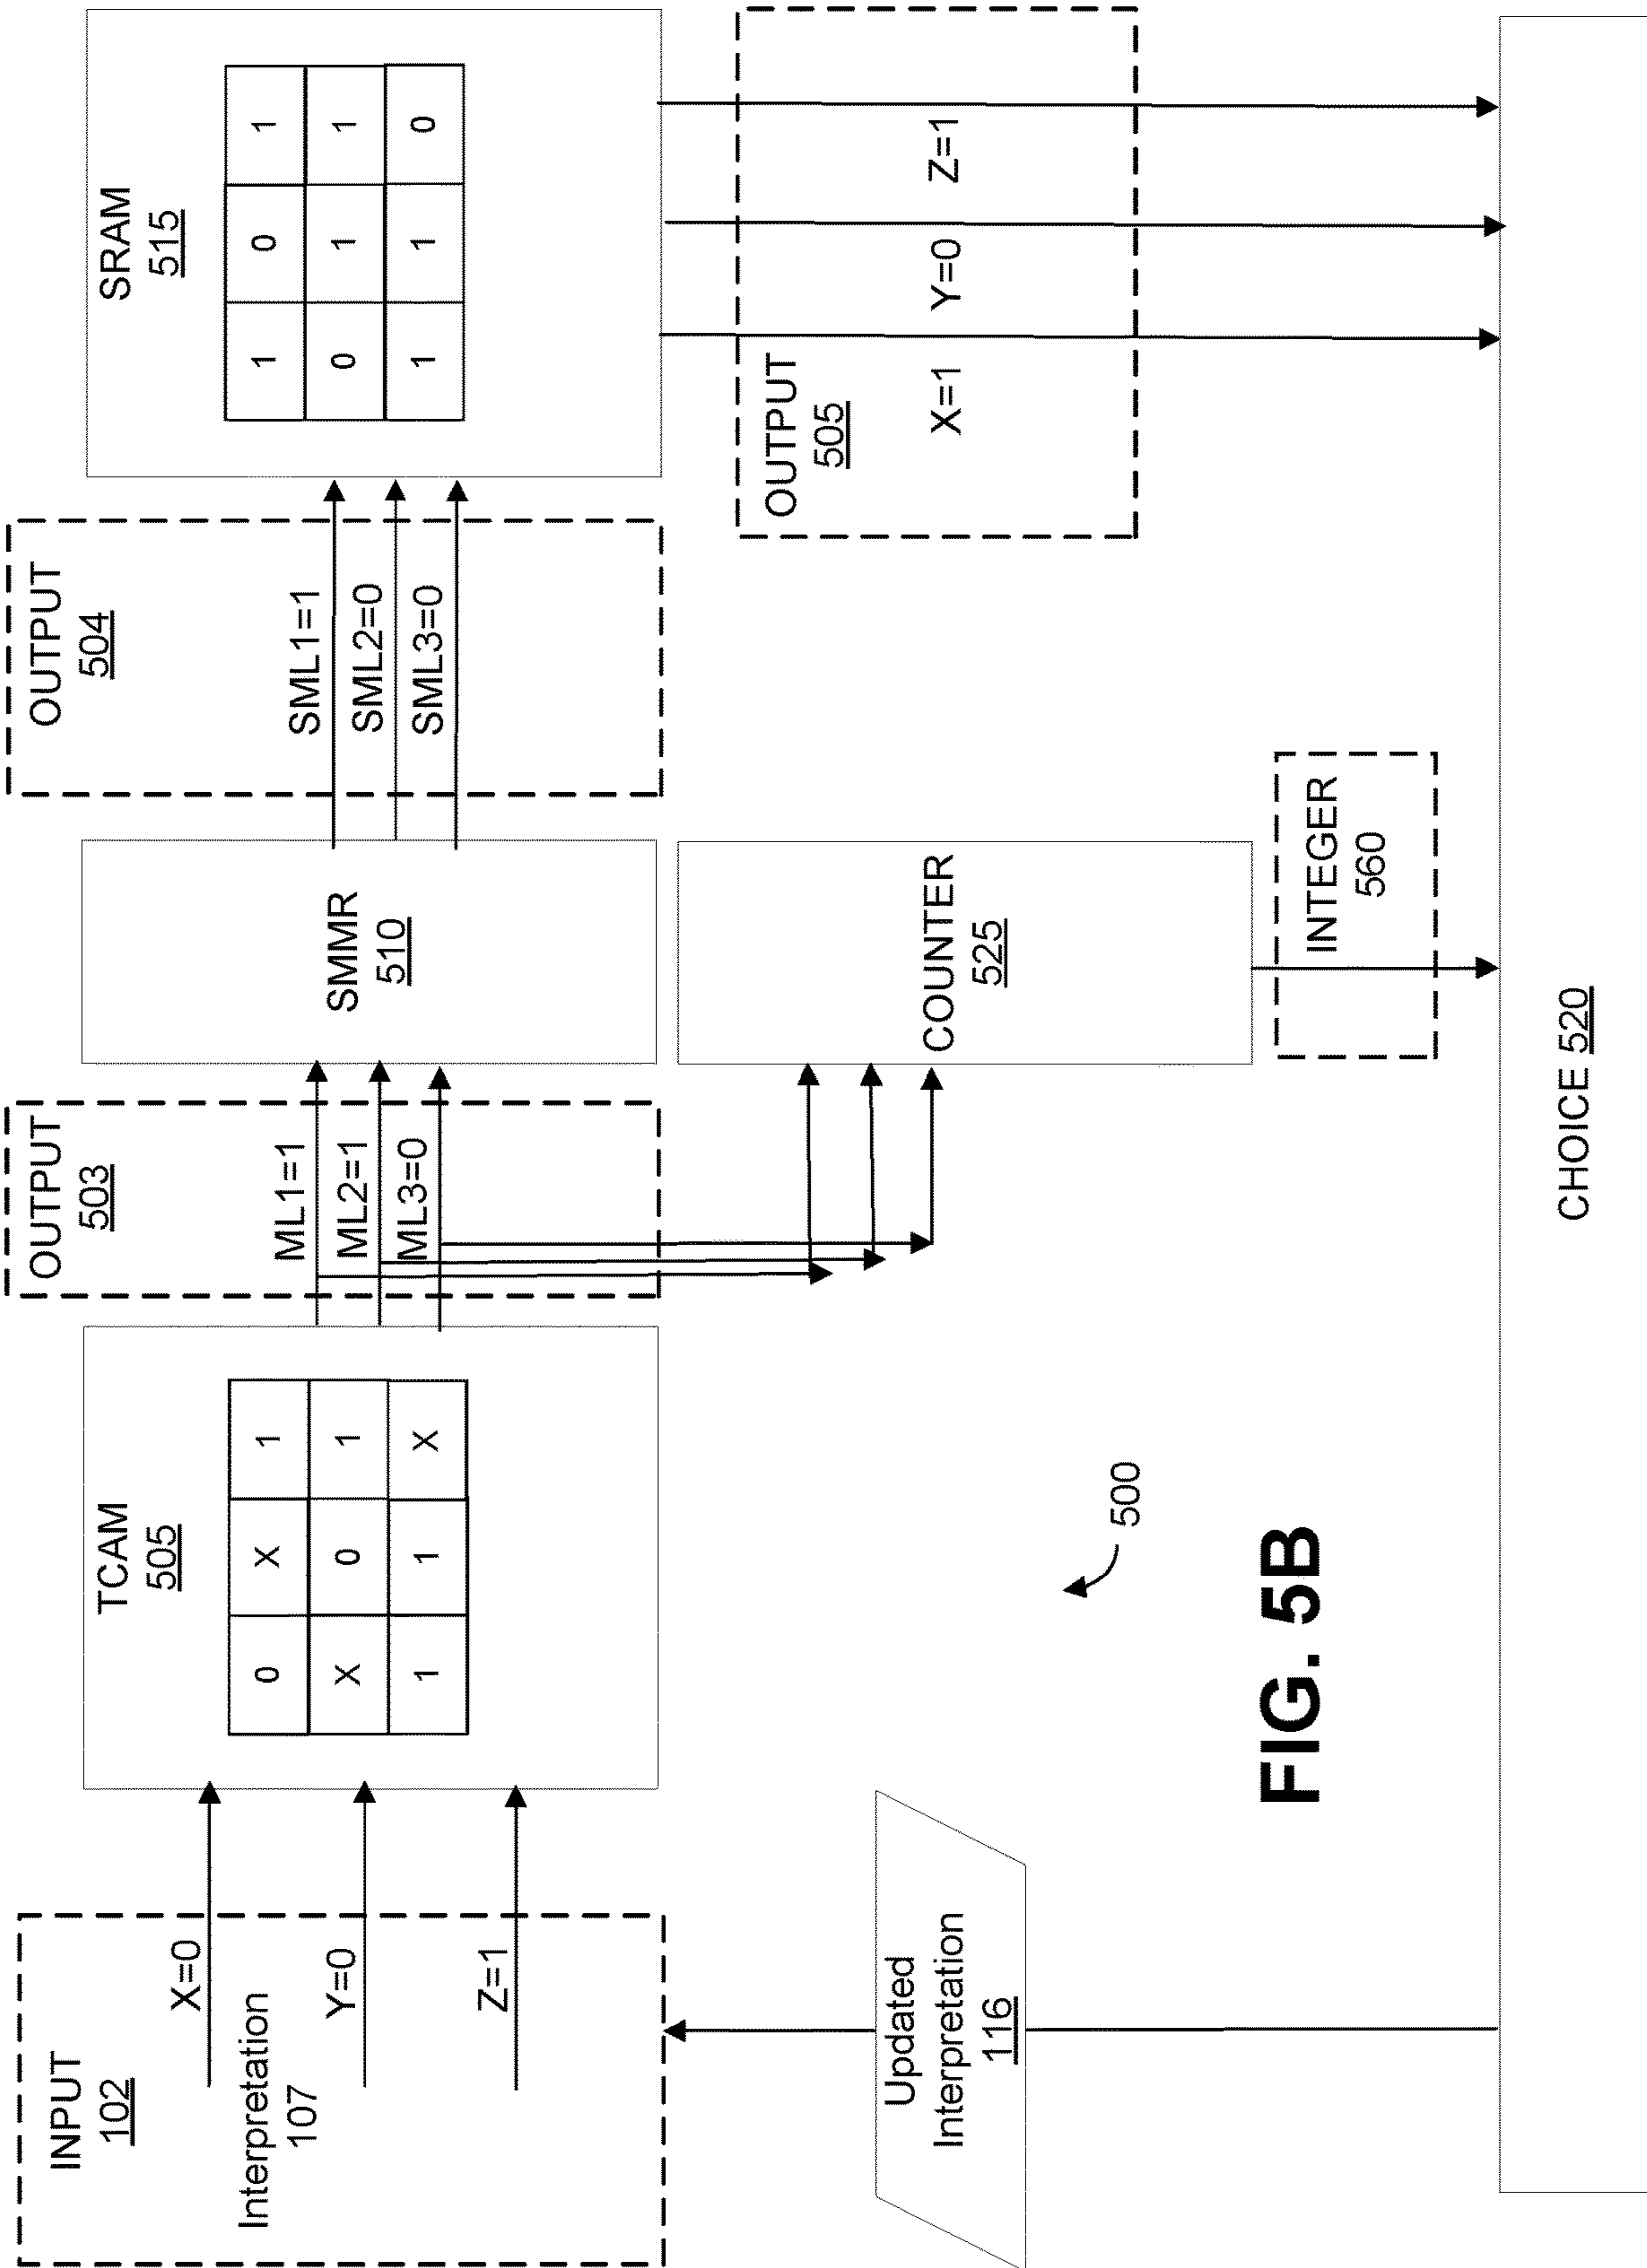 INPUT
102
X=0
Interpretation
107
Y=0
Z=1
TCAM
505
0 X 1
X 0 1
1 1 X
OUTPUT
503
ML1=1
ML2=1
ML3=0
SMMR
510
OUTPUT
504
SML1=1
SML2=0
SML3=0
SRAM
515
1 0 1
0 1 1
1 1 0
COUNTER
525
OUTPUT
505
X=1 Y=0 Z=1
Updated
Interpretation
116
500
INTEGER
560
FIG. 5B
CHOICE 520